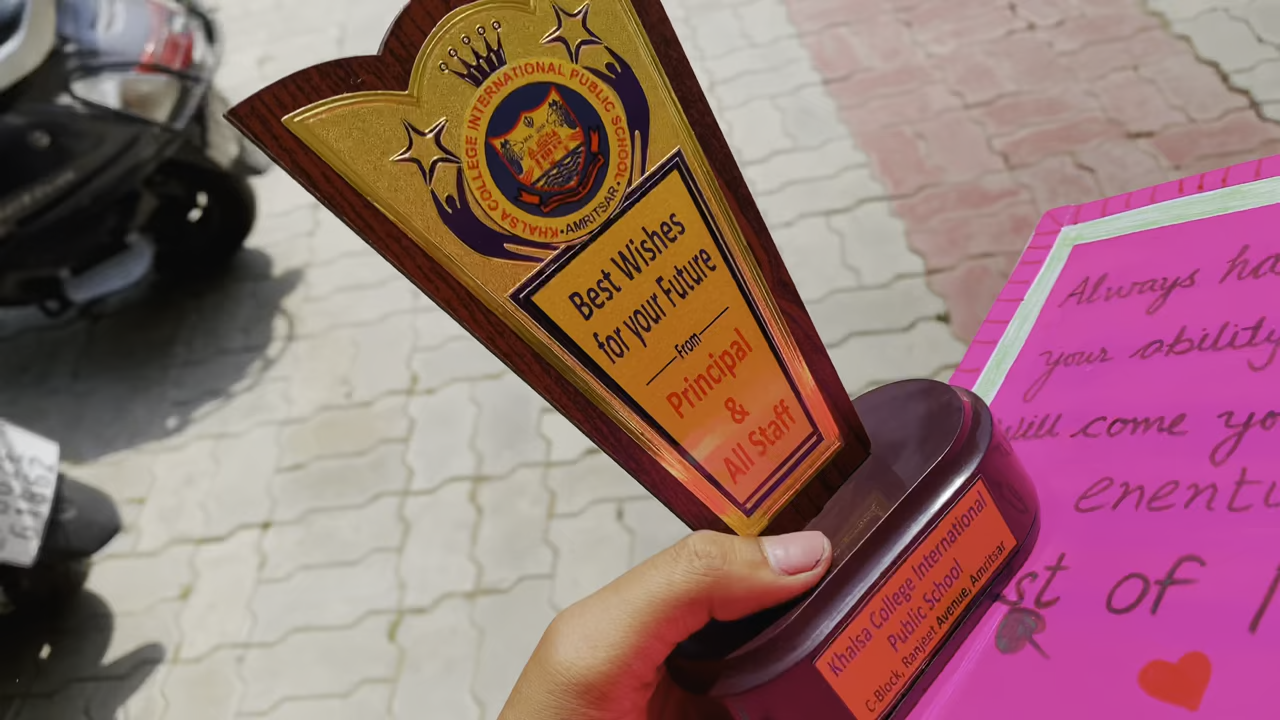 KHALSA COLLEGE INTERNATIONAL PUBLIC SCHOOL
• AMRITSAR •
Best Wishes
for your Future
From
Principal
&
All Staff
Khalsa College International
Public School
C-Block, Ranjeet Avenue, Amritsar
Always
your ability
will come
of